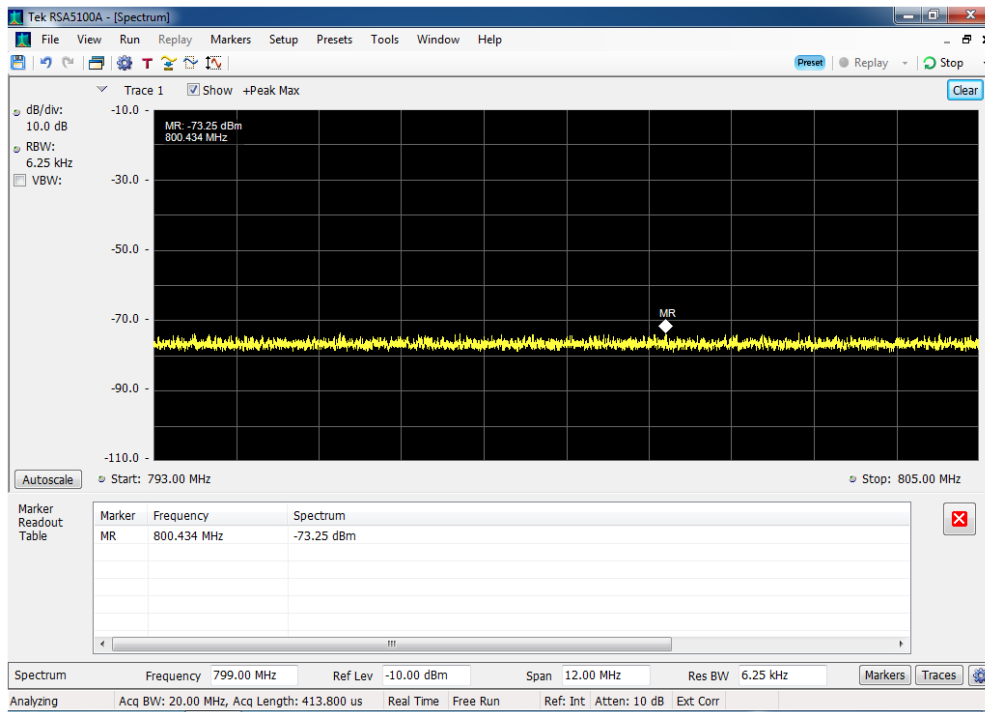 Tek RSA5100A - [Spectrum]
File View Run Replay Markers Setup Presets Tools Window Help
T Preset Replay Stop
Trace 1 Show +Peak Max Clear
dB/div:
10.0 dB
RBW:
6.25 kHz
VBW:
-10.0
MR: -73.25 dBm
800.434 MHz
-30.0
-50.0
-70.0
MR
-90.0
-110.0
Autoscale Start: 793.00 MHz Stop: 805.00 MHz
Marker
Readout
Table
Marker Frequency Spectrum
MR 800.434 MHz -73.25 dBm
Spectrum Frequency 799.00 MHz Ref Lev -10.00 dBm Span 12.00 MHz Res BW 6.25 kHz Markers Traces
Analyzing Acq BW: 20.00 MHz, Acq Length: 413.800 us Real Time Free Run Ref: Int Atten: 10 dB Ext Corr